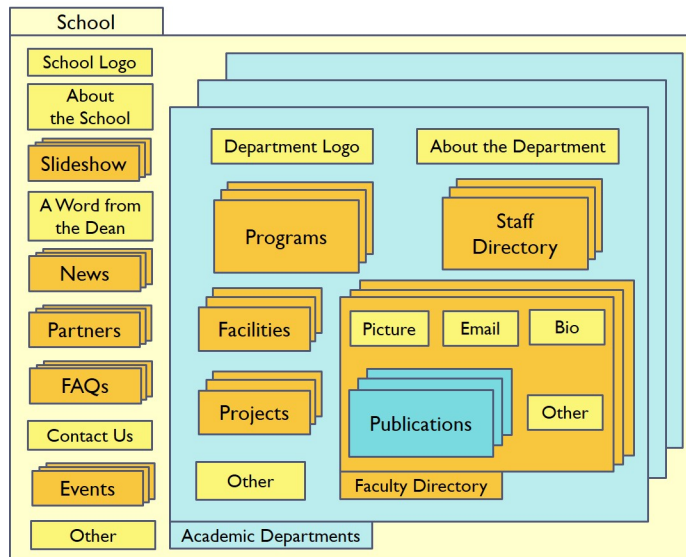 School
School Logo
About
the School
Slideshow
A Word from
the Dean
News
Partners
FAQs
Contact Us
Events
Other
Department Logo
About the Department
Programs
Staff
Directory
Facilities
Projects
Other
Picture
Email
Bio
Publications
Other
Faculty Directory
Academic Departments